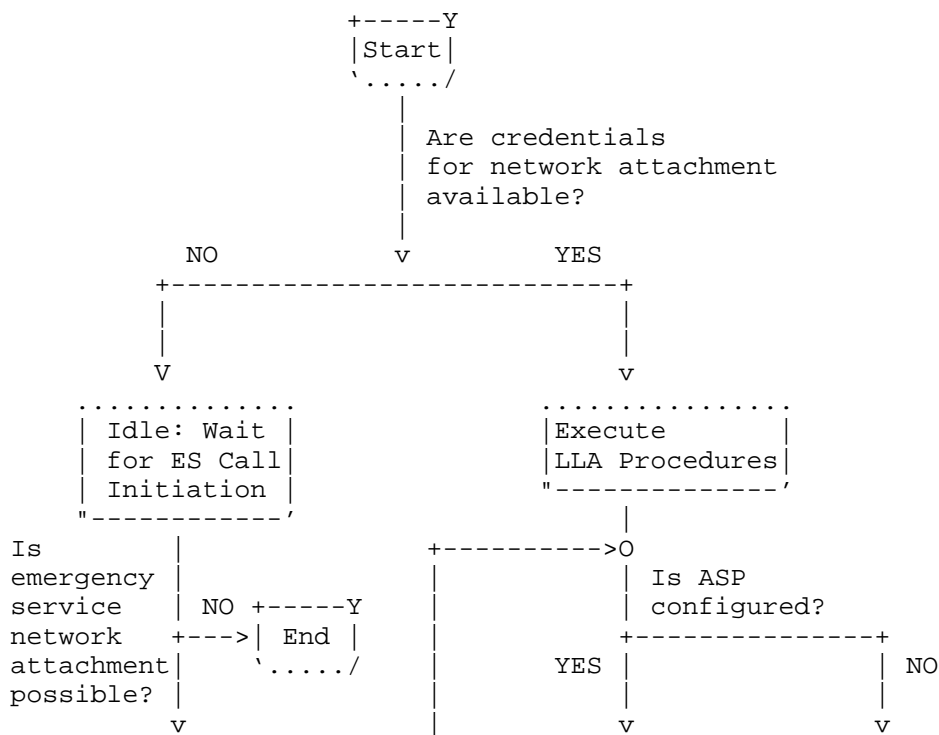 Start
Are credentials
for network attachment
available?
NO v YES
V v
Idle: Wait
for ES Call
Initiation
Execute
LLA Procedures
Is
emergency
service
network
attachment
possible?
NO
End
O
Is ASP
configured?
YES
NO
v v v